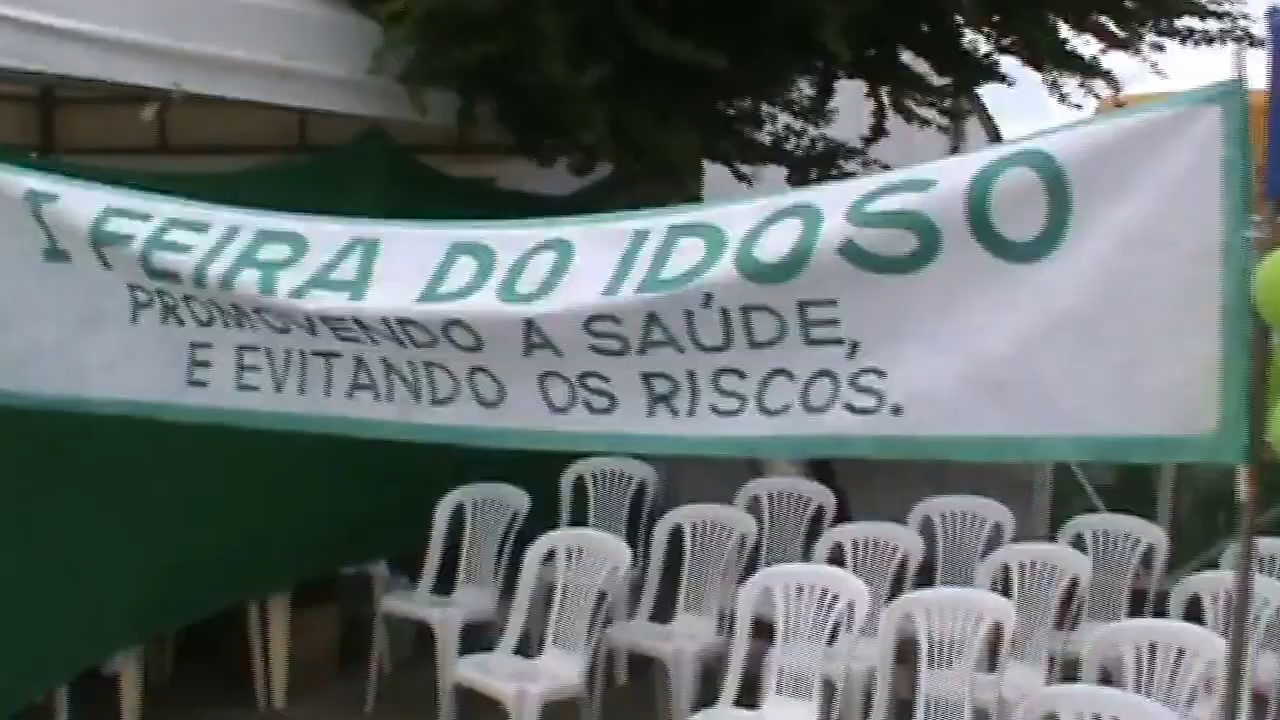 I FEIRA DO IDOSO
PROMOVENDO A SAÚDE,
E EVITANDO OS RISCOS.